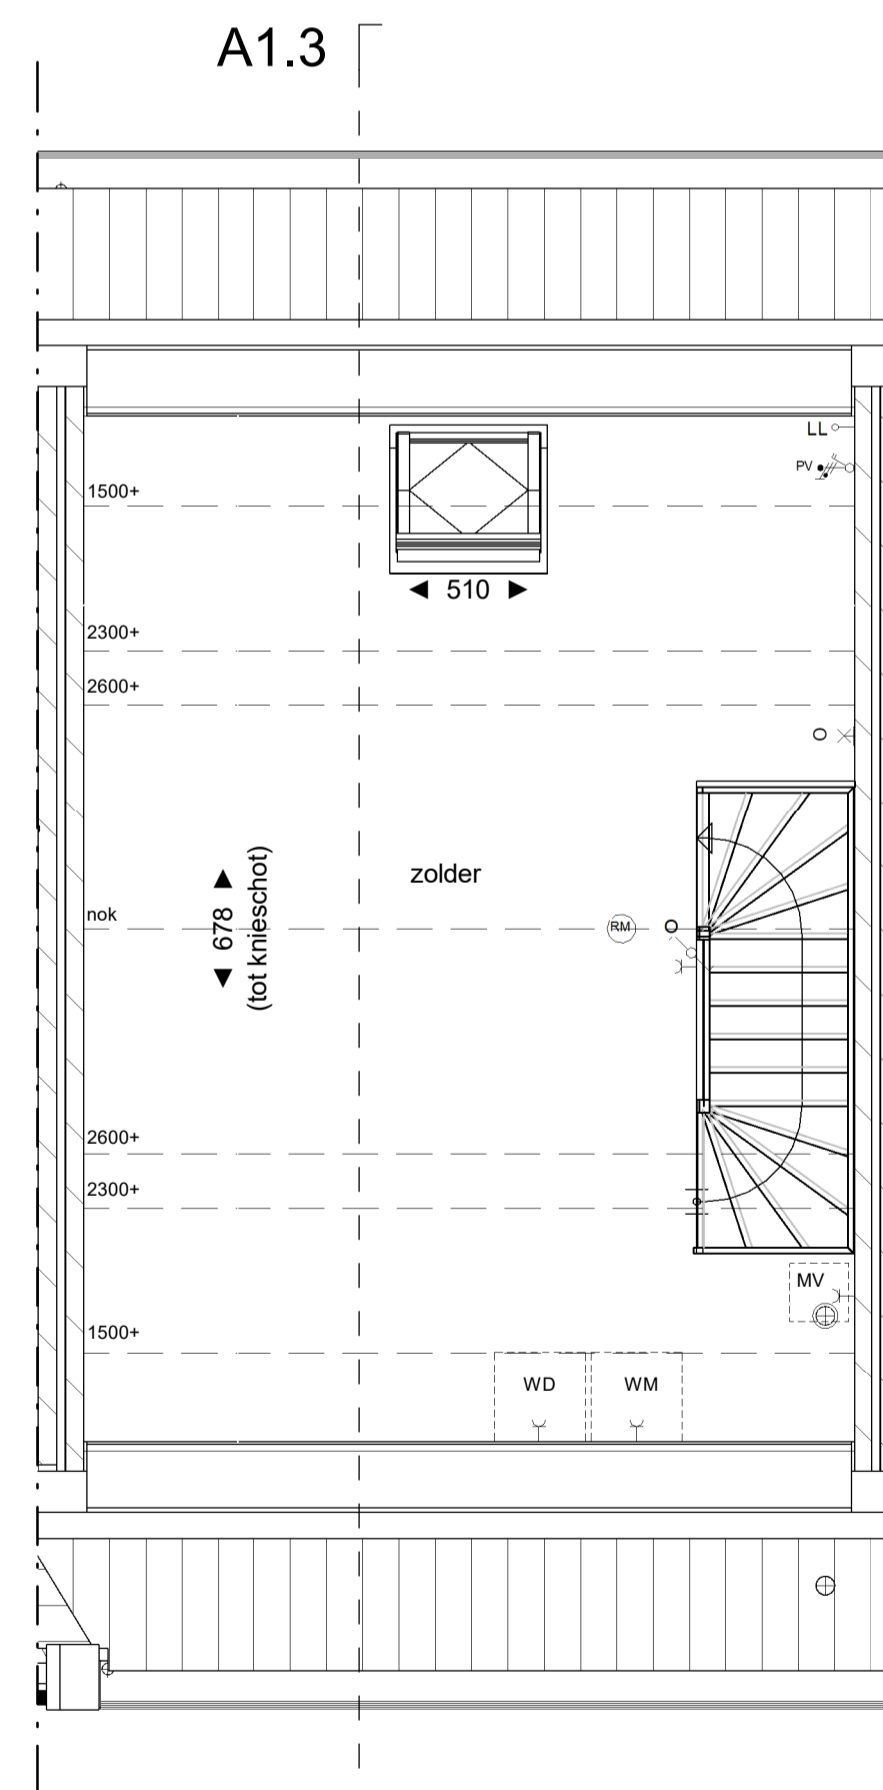 A1.3
LL
PV
1500+
◄ 510 ►
2300+
2600+
O
zolder
nok
◄ 678 ►
(tot knieschot)
RM
O
2600+
2300+
MV
1500+
WD
WM